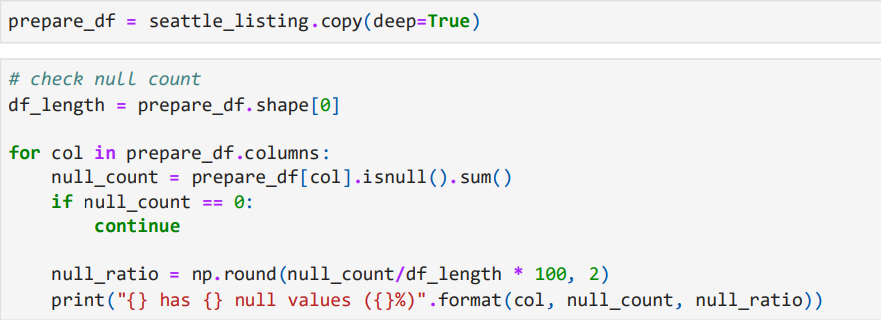 prepare_df = seattle_listing.copy(deep=True)
# check null count
df_length = prepare_df.shape[0]
for col in prepare_df.columns:
    null_count = prepare_df[col].isnull().sum()
    if null_count == 0:
        continue
    null_ratio = np.round(null_count/df_length * 100, 2)
    print("{} has {} null values ({}%)".format(col, null_count, null_ratio))